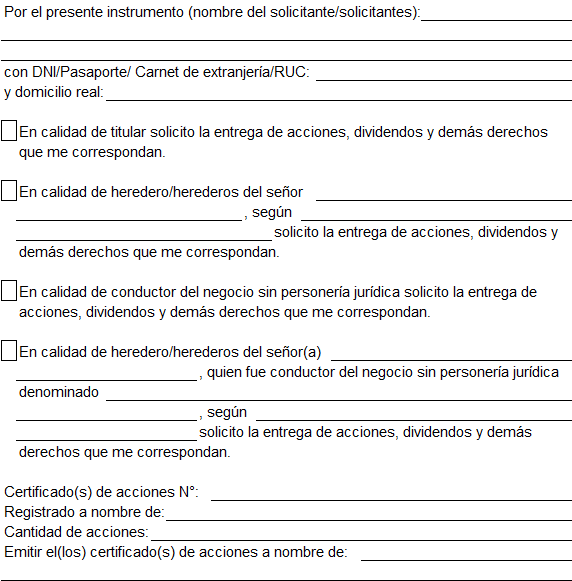 Por el presente instrumento (nombre del solicitante/solicitantes):
con DNI/Pasaporte/ Carnet de extranjería/RUC:
y domicilio real:
En calidad de titular solicito la entrega de acciones, dividendos y demás derechos
que me correspondan.
En calidad de heredero/herederos del señor
, según
solicito la entrega de acciones, dividendos y
demás derechos que me correspondan.
En calidad de conductor del negocio sin personería jurídica solicito la entrega de
acciones, dividendos y demás derechos que me correspondan.
En calidad de heredero/herederos del señor(a)
, quien fue conductor del negocio sin personería jurídica
denominado
, según
solicito la entrega de acciones, dividendos y demás
derechos que me correspondan.
Certificado(s) de acciones N°:
Registrado a nombre de:
Cantidad de acciones:
Emitir el(los) certificado(s) de acciones a nombre de: